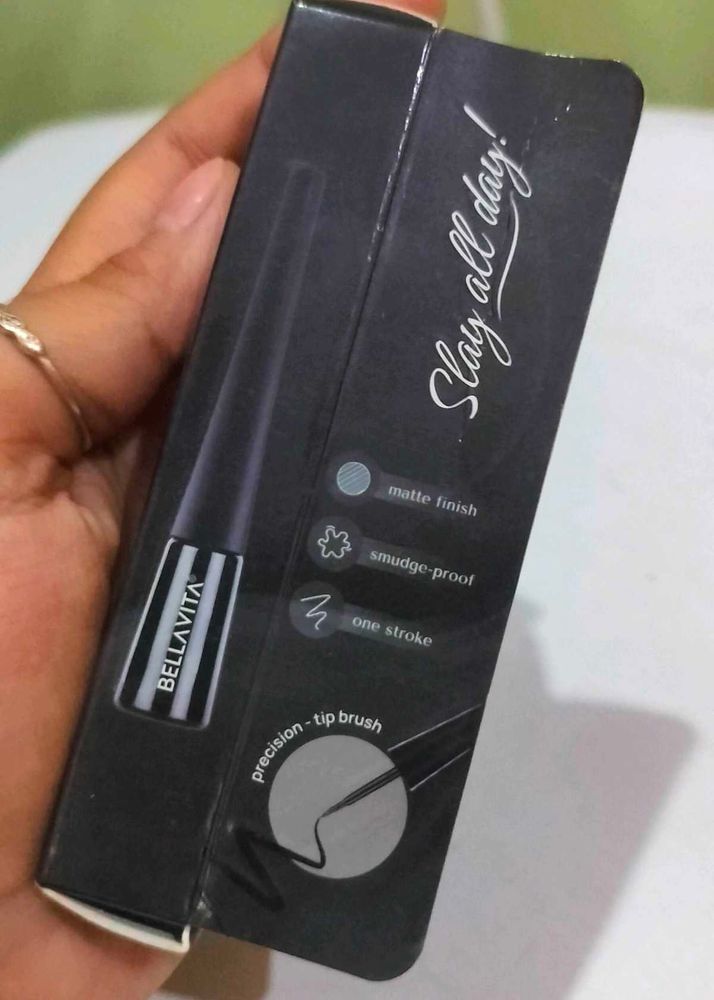 Slay all day!
matte finish
smudge-proof
one stroke
precision - tip brush
BELLAVITA®